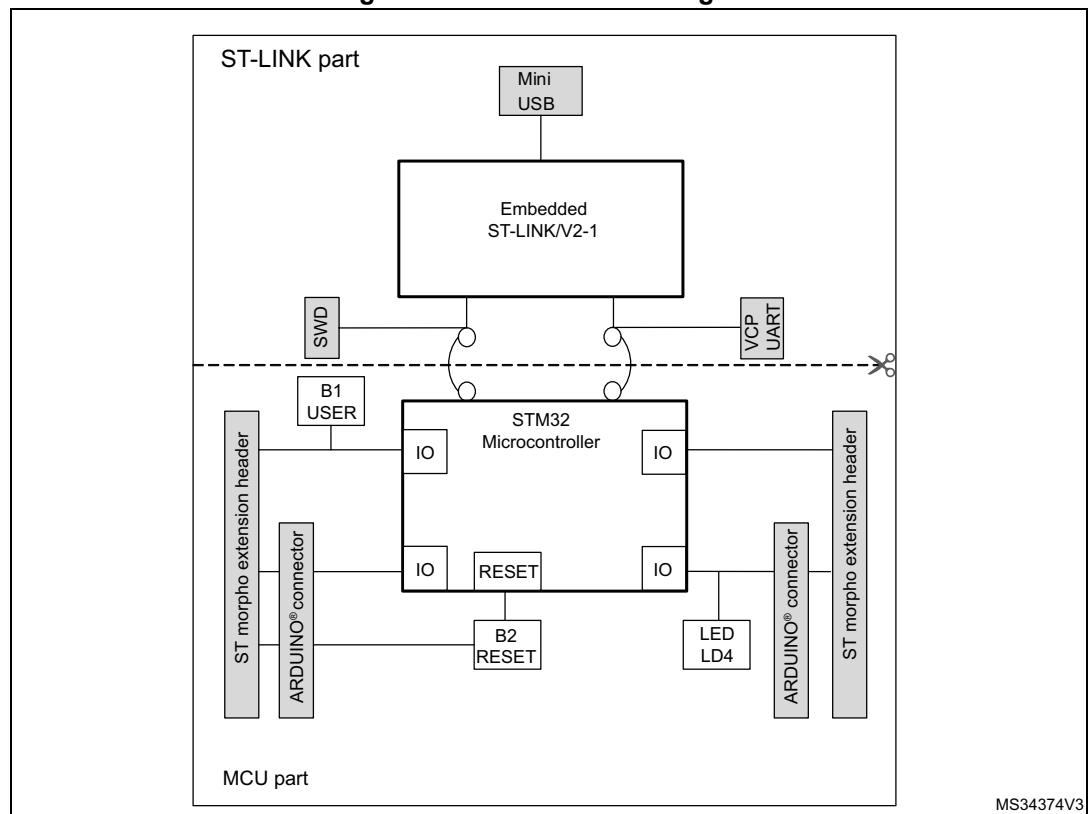 ST-LINK part
Mini
USB
Embedded
ST-LINK/V2-1
SWD
VCP
UART
B1
USER
STM32
Microcontroller
IO
IO
ST morpho extension header
ARDUINO® connector
IO
RESET
IO
B2
RESET
LED
LD4
ARDUINO® connector
ST morpho extension header
MCU part
MS34374V3